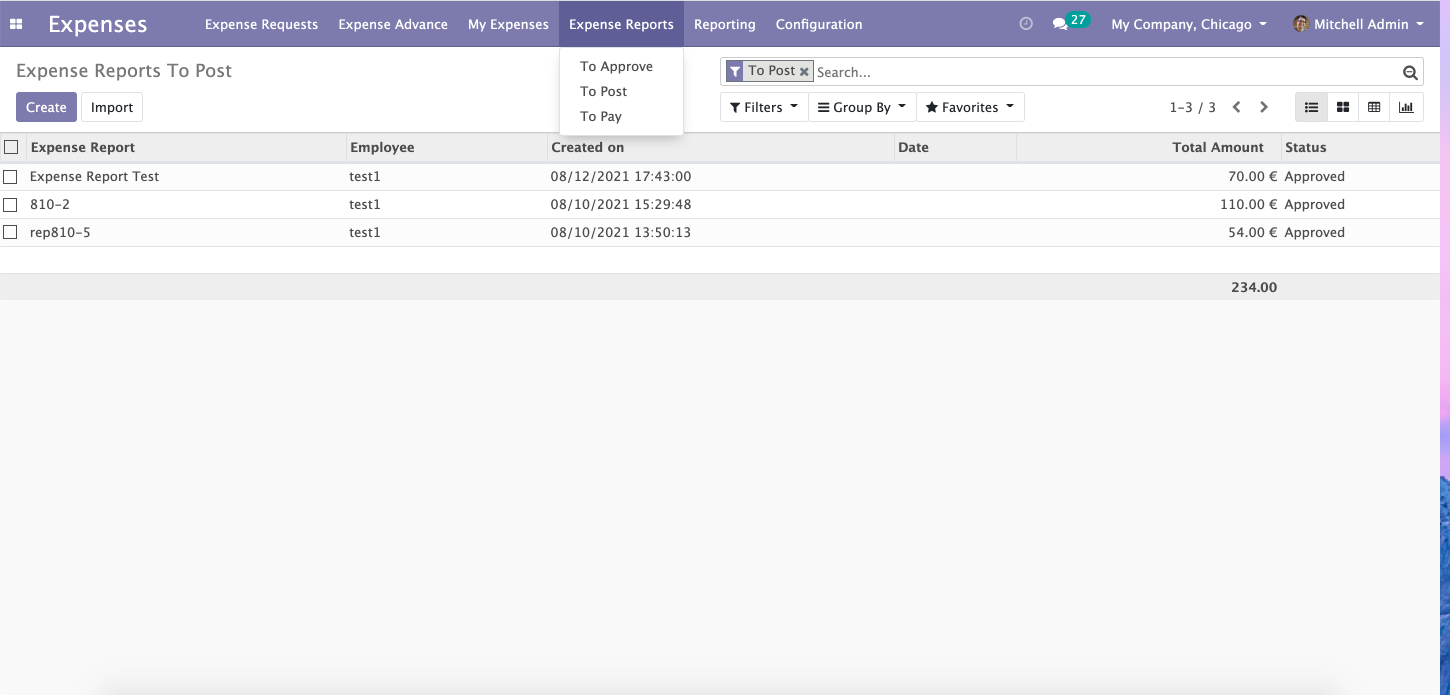 Expenses Expense Requests Expense Advance My Expenses Expense Reports Reporting Configuration 27 My Company, Chicago Mitchell Admin
To Approve
To Post
To Pay
Expense Reports To Post
To Post Search...
Create Import
Filters Group By Favorites 1-3 / 3
Expense Report Employee Created on Date Total Amount Status
Expense Report Test test1 08/12/2021 17:43:00 70.00 € Approved
810-2 test1 08/10/2021 15:29:48 110.00 € Approved
rep810-5 test1 08/10/2021 13:50:13 54.00 € Approved
234.00